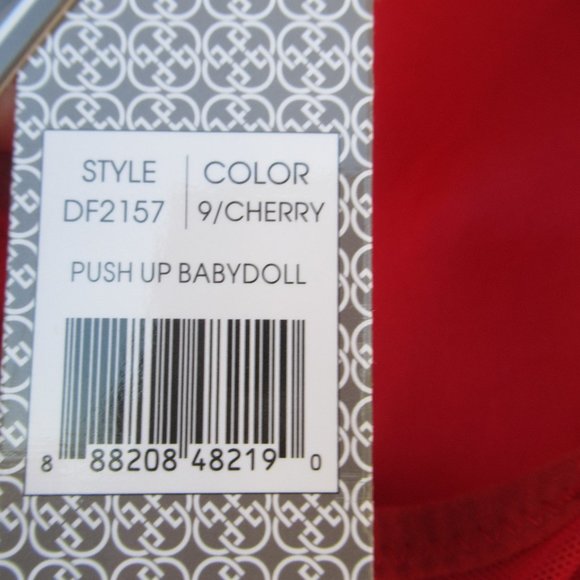 STYLE COLOR
DF2157 9/CHERRY
PUSH UP BABYDOLL
8 88208 48219 0